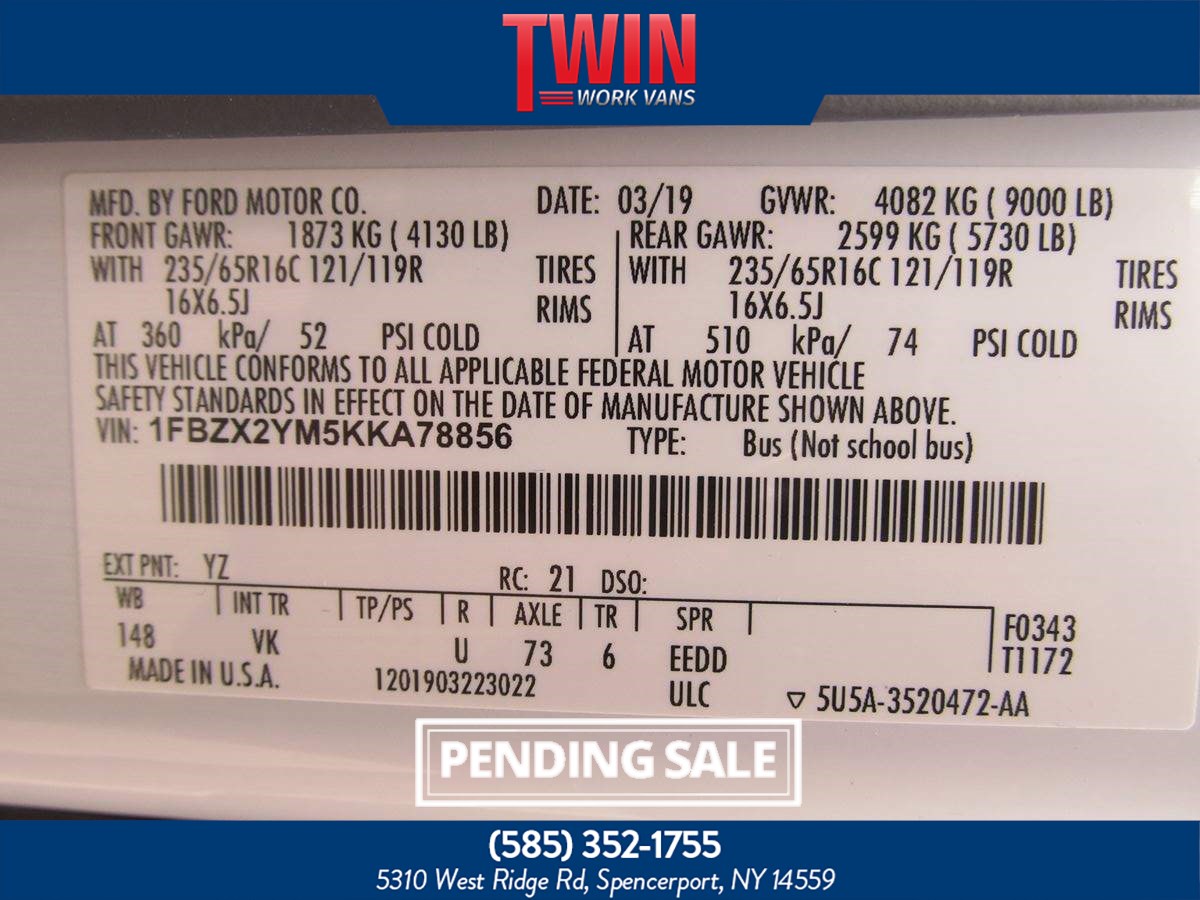 TWIN
WORK VANS
MFD. BY FORD MOTOR CO. DATE: 03/19 GVWR: 4082 KG ( 9000 LB)
FRONT GAWR: 1873 KG ( 4130 LB) REAR GAWR: 2599 KG ( 5730 LB)
WITH 235/65R16C 121/119R TIRES WITH 235/65R16C 121/119R TIRES
16X6.5J RIMS 16X6.5J RIMS
AT 360 kPa/ 52 PSI COLD AT 510 kPa/ 74 PSI COLD
THIS VEHICLE CONFORMS TO ALL APPLICABLE FEDERAL MOTOR VEHICLE
SAFETY STANDARDS IN EFFECT ON THE DATE OF MANUFACTURE SHOWN ABOVE.
VIN: 1FBZX2YM5KKA78856 TYPE: Bus (Not school bus)
EXT PNT: YZ RC: 21 DSO:
WB INT TR TP/PS R AXLE TR SPR F0343
148 VK U 73 6 EEDD T1172
MADE IN U.S.A. 1201903223022 ULC ▽ 5U5A-3520472-AA
PENDING SALE
(585) 352-1755
5310 West Ridge Rd, Spencerport, NY 14559